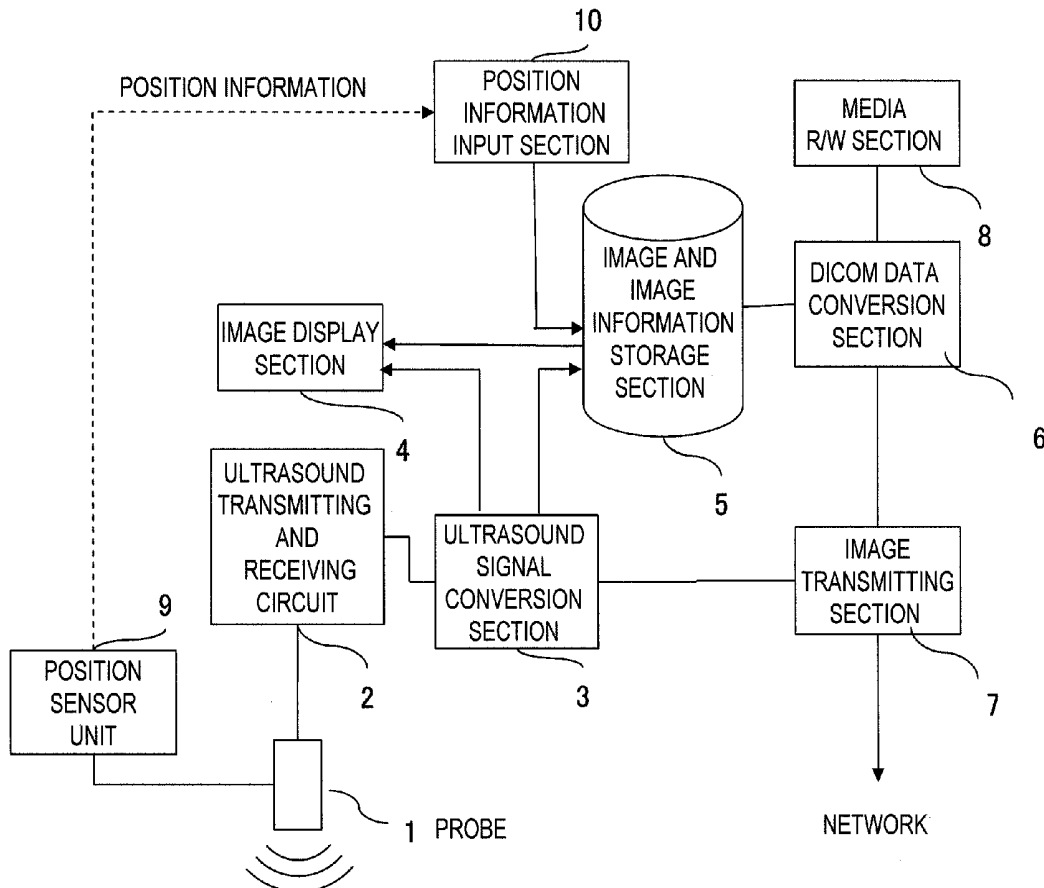 10
POSITION INFORMATION
POSITION
INFORMATION
INPUT SECTION
MEDIA
R/W SECTION
8
IMAGE AND
IMAGE
INFORMATION
STORAGE
SECTION
5
DICOM DATA
CONVERSION
SECTION
6
IMAGE DISPLAY
SECTION
4
ULTRASOUND
TRANSMITTING
AND
RECEIVING
CIRCUIT
2
ULTRASOUND
SIGNAL
CONVERSION
SECTION
3
IMAGE
TRANSMITTING
SECTION
7
9
POSITION
SENSOR
UNIT
1 PROBE
NETWORK